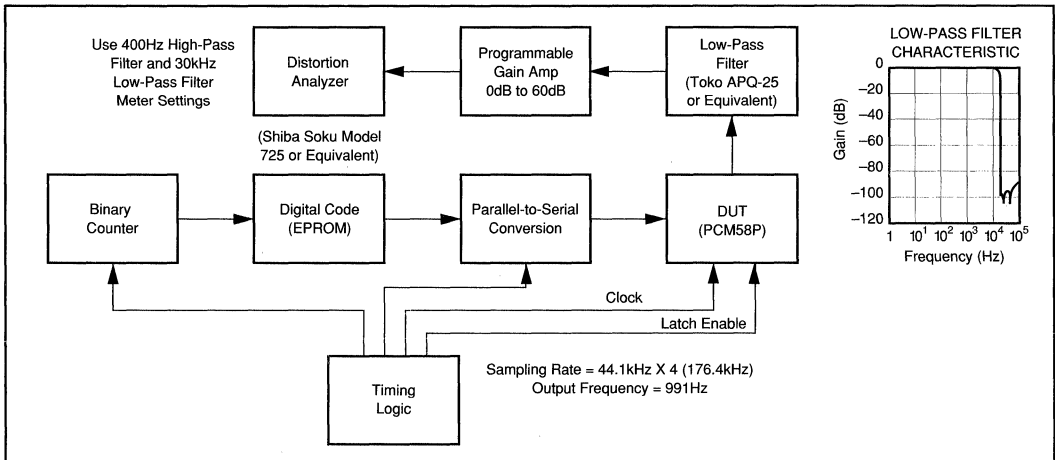 Use 400Hz High-Pass
Filter and 30kHz
Low-Pass Filter
Meter Settings
Distortion
Analyzer
(Shiba Soku Model
725 or Equivalent)
Programmable
Gain Amp
0dB to 60dB
Low-Pass
Filter
(Toko APQ-25
or Equivalent)
LOW-PASS FILTER
CHARACTERISTIC
Gain (dB)
0
–20
–40
–60
–80
–100
–120
1 10¹ 10² 10³ 10⁴ 10⁵
Frequency (Hz)
Binary
Counter
Digital Code
(EPROM)
Parallel-to-Serial
Conversion
DUT
(PCM58P)
Clock
Latch Enable
Timing
Logic
Sampling Rate = 44.1kHz X 4 (176.4kHz)
Output Frequency = 991Hz